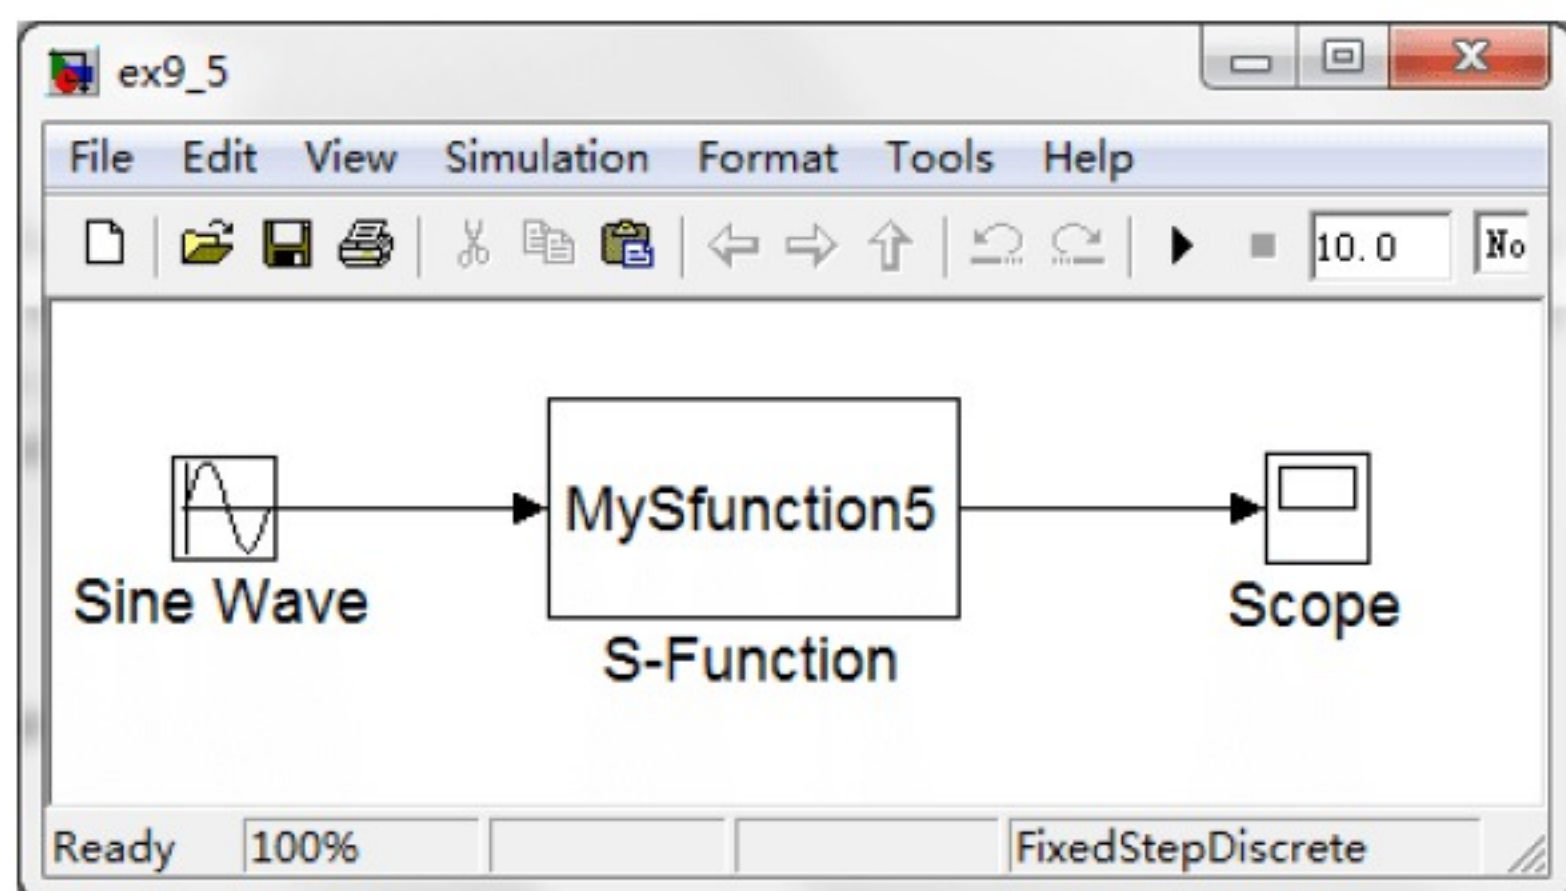 ex9_5
File Edit View Simulation Format Tools Help
10.0 No
MySfunction5
Sine Wave
Scope
S-Function
Ready 100% FixedStepDiscrete